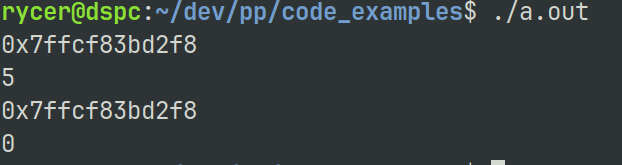 rycer@dspc:~/dev/pp/code_examples$ ./a.out
0x7ffcf83bd2f8
5
0x7ffcf83bd2f8
0